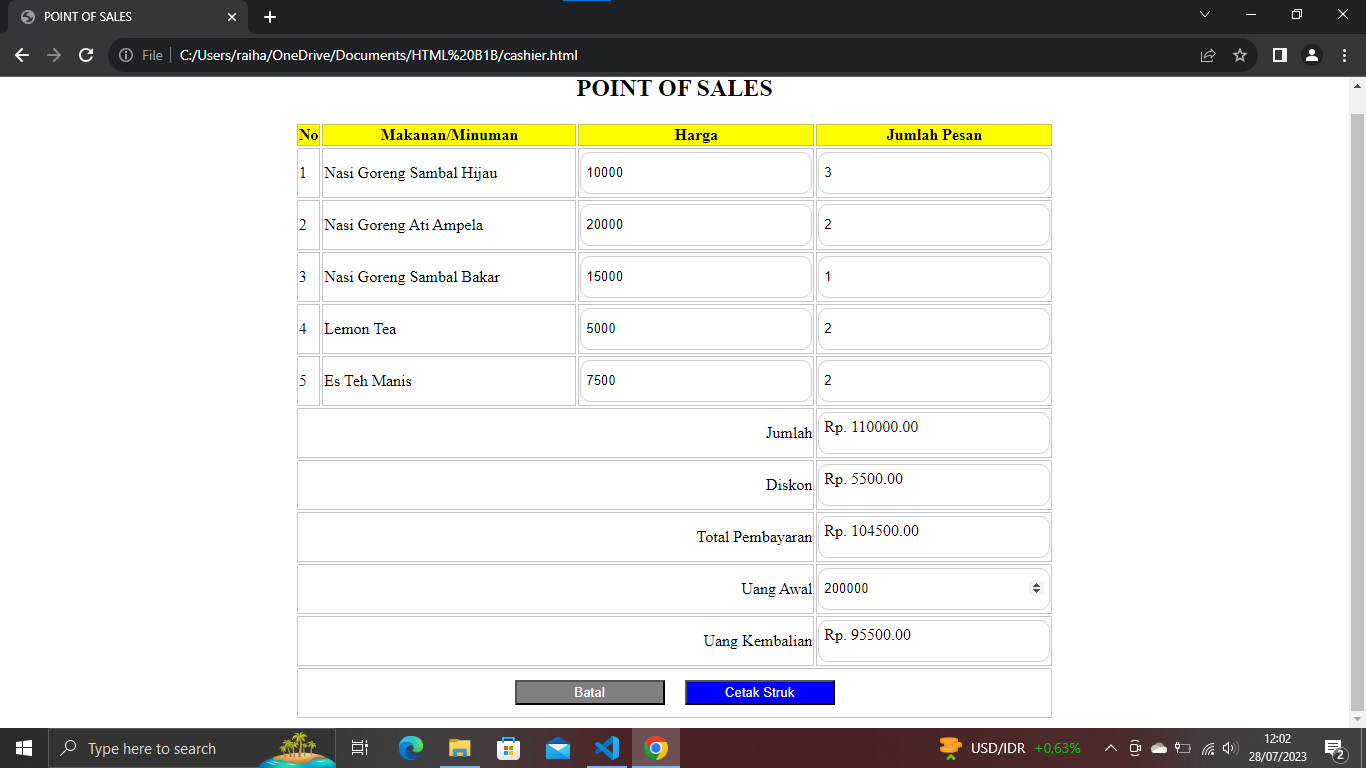 POINT OF SALES
File C:/Users/raiha/OneDrive/Documents/HTML%20B1B/cashier.html
POINT OF SALES
No Makanan/Minuman Harga Jumlah Pesan
1 Nasi Goreng Sambal Hijau 10000 3
2 Nasi Goreng Ati Ampela 20000 2
3 Nasi Goreng Sambal Bakar 15000 1
4 Lemon Tea 5000 2
5 Es Teh Manis 7500 2
Jumlah Rp. 110000.00
Diskon Rp. 5500.00
Total Pembayaran Rp. 104500.00
Uang Awal 200000
Uang Kembalian Rp. 95500.00
Batal Cetak Struk
Type here to search USD/IDR +0,63% 12:02
28/07/2023 2